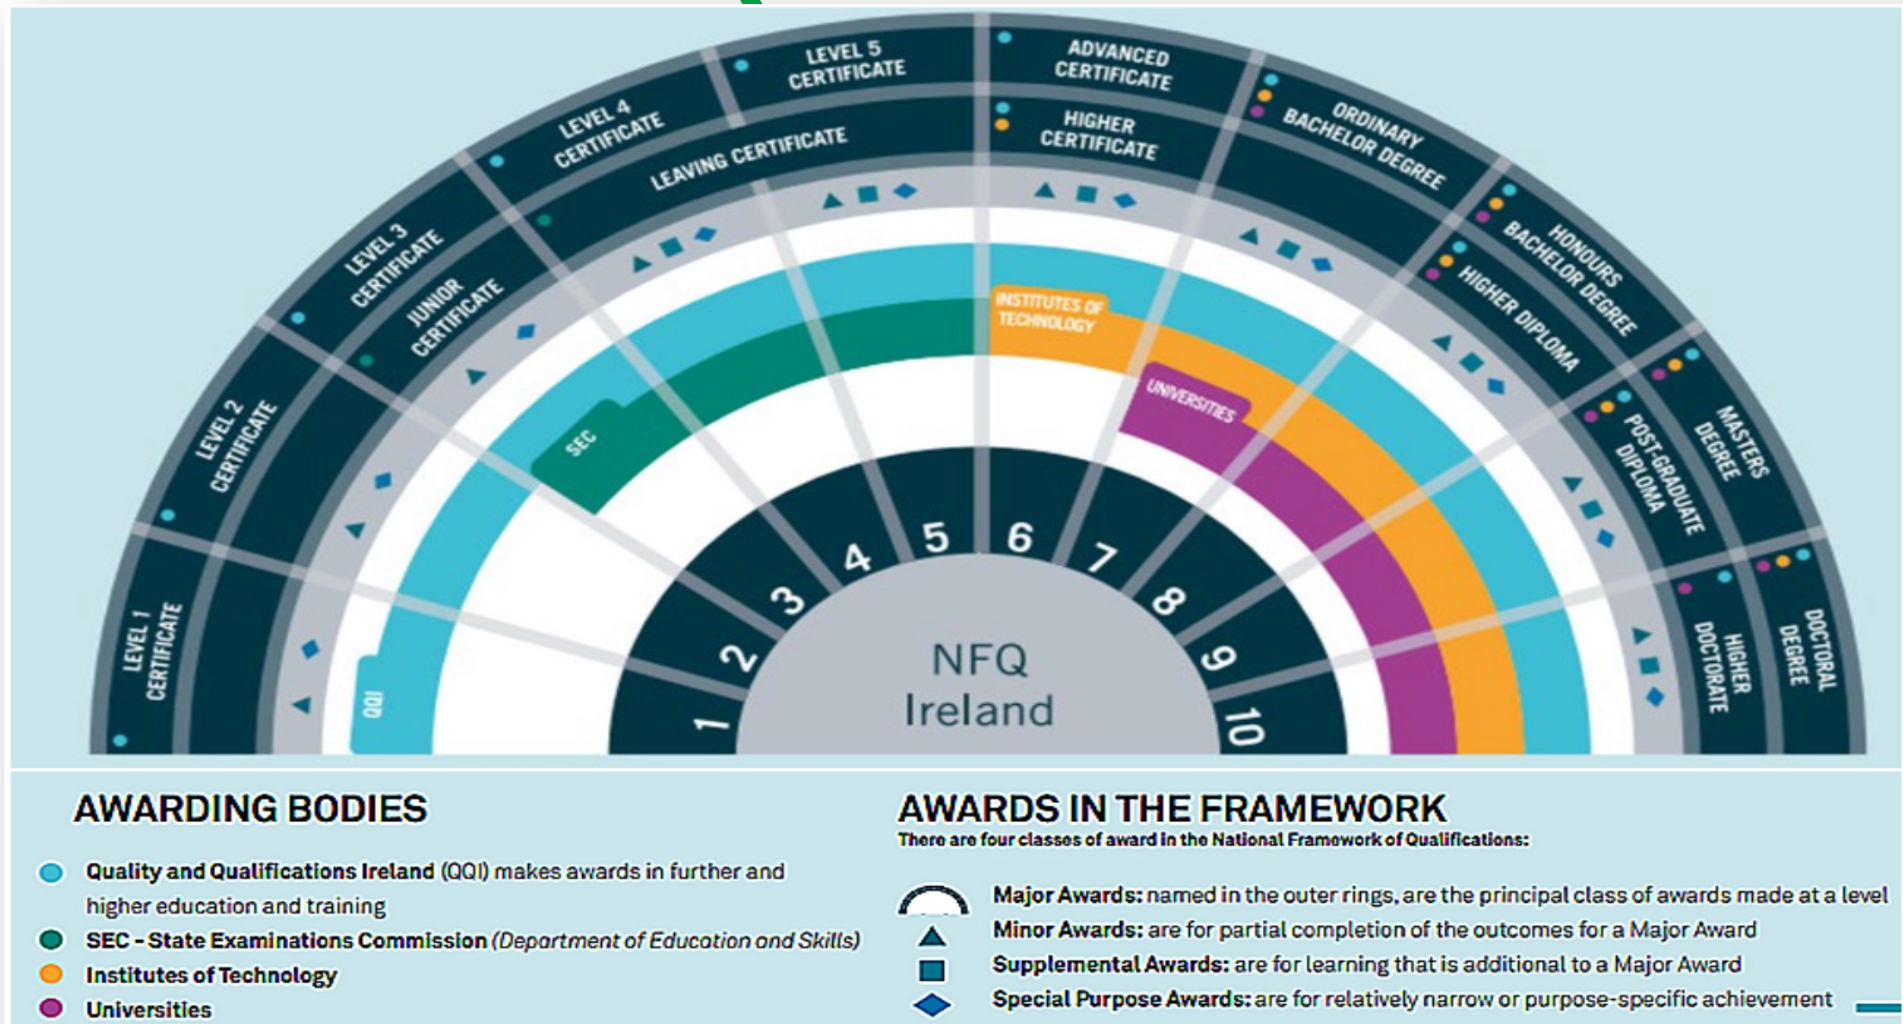 LEVEL 1
CERTIFICATE
LEVEL 2
CERTIFICATE
LEVEL 3
CERTIFICATE
JUNIOR
CERTIFICATE
LEVEL 4
CERTIFICATE
LEVEL 5
CERTIFICATE
LEAVING CERTIFICATE
ADVANCED
CERTIFICATE
HIGHER
CERTIFICATE
ORDINARY
BACHELOR DEGREE
HONOURS
BACHELOR DEGREE
HIGHER DIPLOMA
MASTERS
DEGREE
POST-GRADUATE
DIPLOMA
DOCTORAL
DEGREE
HIGHER
DOCTORATE
QQI
SEC
INSTITUTES OF
TECHNOLOGY
UNIVERSITIES
1
2
3
4
5
6
7
8
9
10
NFQ
Ireland
AWARDING BODIES
Quality and Qualifications Ireland (QQI) makes awards in further and
higher education and training
SEC - State Examinations Commission (Department of Education and Skills)
Institutes of Technology
Universities
AWARDS IN THE FRAMEWORK
There are four classes of award in the National Framework of Qualifications:
Major Awards: named in the outer rings, are the principal class of awards made at a level
Minor Awards: are for partial completion of the outcomes for a Major Award
Supplemental Awards: are for learning that is additional to a Major Award
Special Purpose Awards: are for relatively narrow or purpose-specific achievement